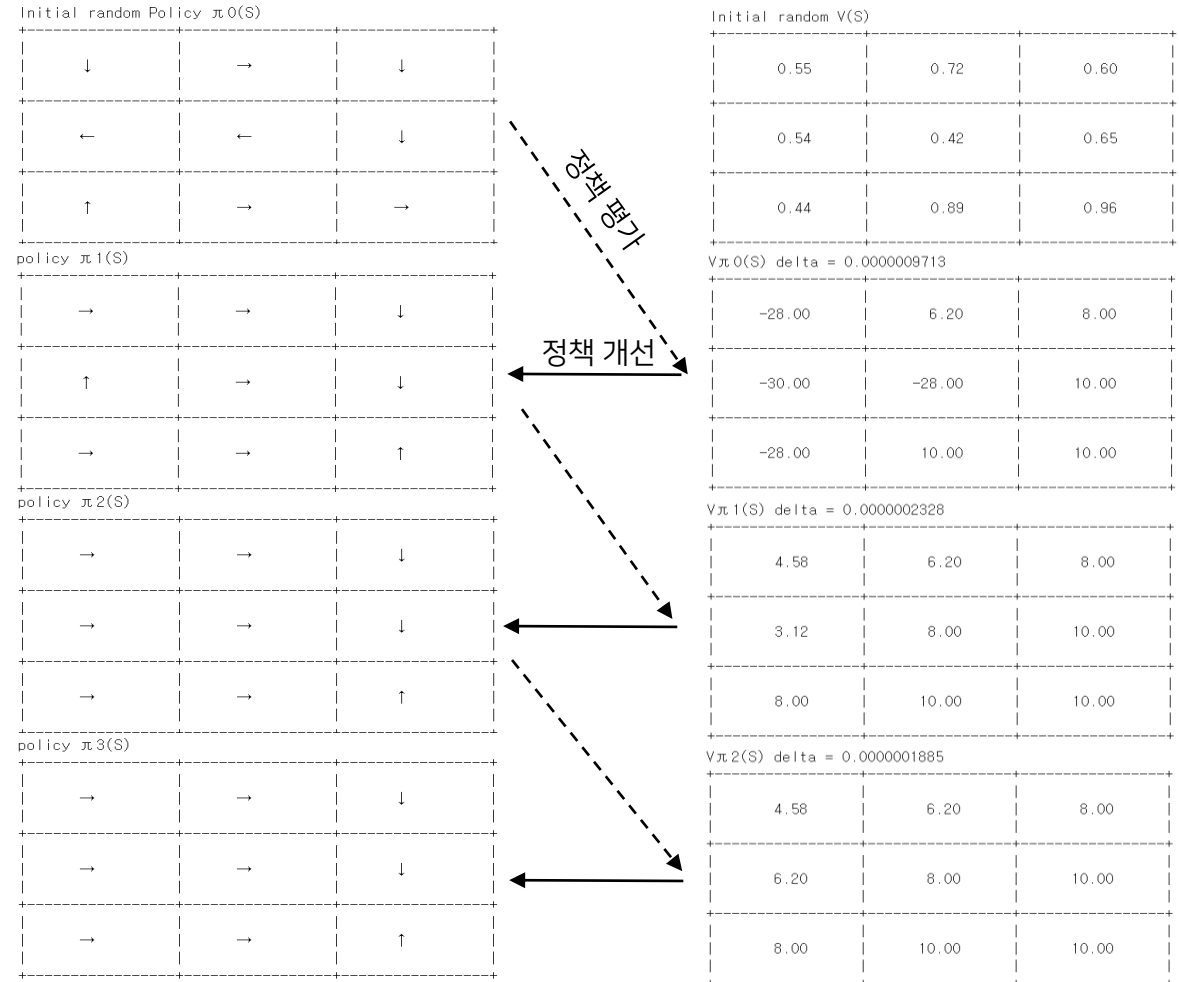 Initial random Policy π0(S)
↓ → ↓
← ← ↓
↑ → →
policy π1(S)
→ → ↓
↑ → ↓
→ → ↑
policy π2(S)
→ → ↓
→ → ↓
→ → ↑
policy π3(S)
→ → ↓
→ → ↓
→ → ↑
정책 평가
정책 개선
Initial random V(S)
0.55 0.72 0.60
0.54 0.42 0.65
0.44 0.89 0.96
Vπ0(S) delta = 0.0000009713
-28.00 6.20 8.00
-30.00 -28.00 10.00
-28.00 10.00 10.00
Vπ1(S) delta = 0.0000002328
4.58 6.20 8.00
3.12 8.00 10.00
8.00 10.00 10.00
Vπ2(S) delta = 0.0000001885
4.58 6.20 8.00
6.20 8.00 10.00
8.00 10.00 10.00